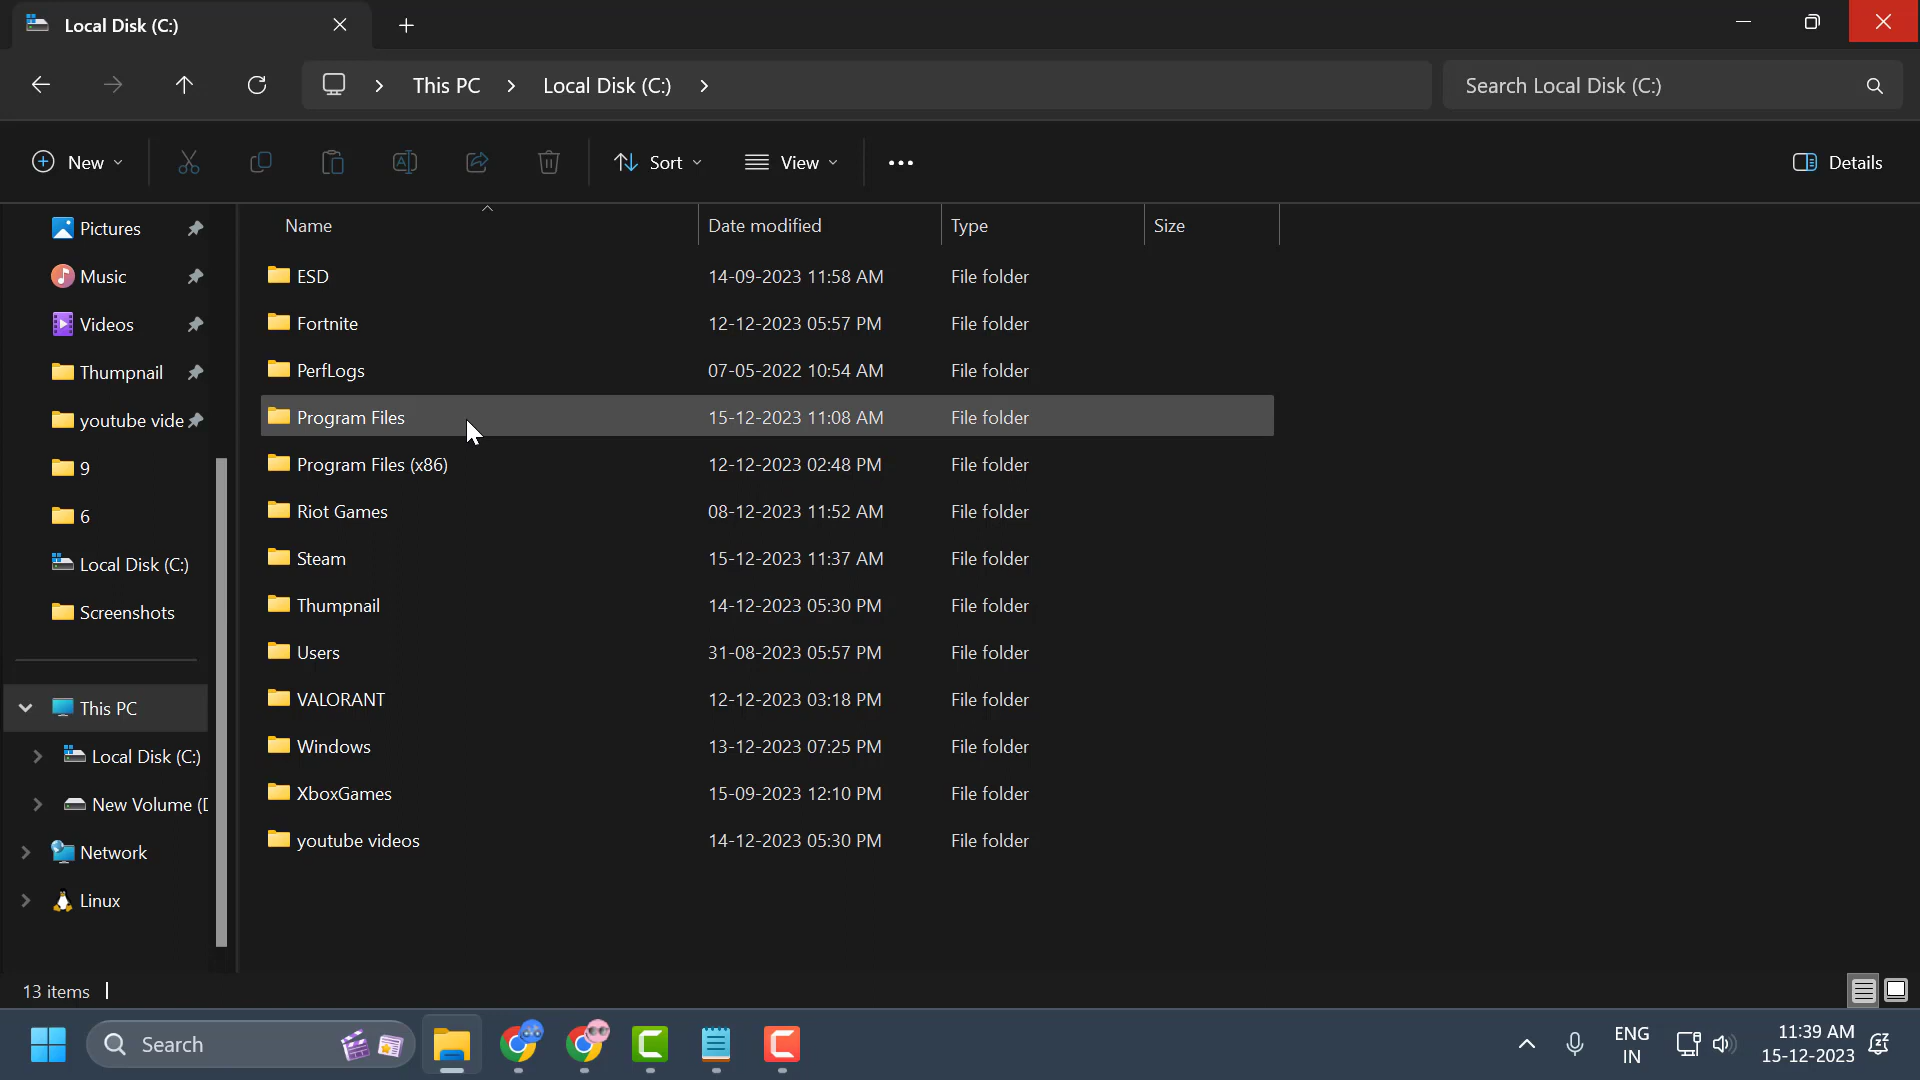 Local Disk (C:)
This PC > Local Disk (C:) >
Search Local Disk (C:)
New
Sort
View
Details
Pictures
Music
Videos
Thumpnail
youtube vide
9
6
Local Disk (C:)
Screenshots
This PC
Local Disk (C:)
New Volume (D
Network
Linux
Name Date modified Type Size
ESD 14-09-2023 11:58 AM File folder
Fortnite 12-12-2023 05:57 PM File folder
PerfLogs 07-05-2022 10:54 AM File folder
Program Files 15-12-2023 11:08 AM File folder
Program Files (x86) 12-12-2023 02:48 PM File folder
Riot Games 08-12-2023 11:52 AM File folder
Steam 15-12-2023 11:37 AM File folder
Thumpnail 14-12-2023 05:30 PM File folder
Users 31-08-2023 05:57 PM File folder
VALORANT 12-12-2023 03:18 PM File folder
Windows 13-12-2023 07:25 PM File folder
XboxGames 15-09-2023 12:10 PM File folder
youtube videos 14-12-2023 05:30 PM File folder
13 items
Search
ENG
IN
11:39 AM
15-12-2023